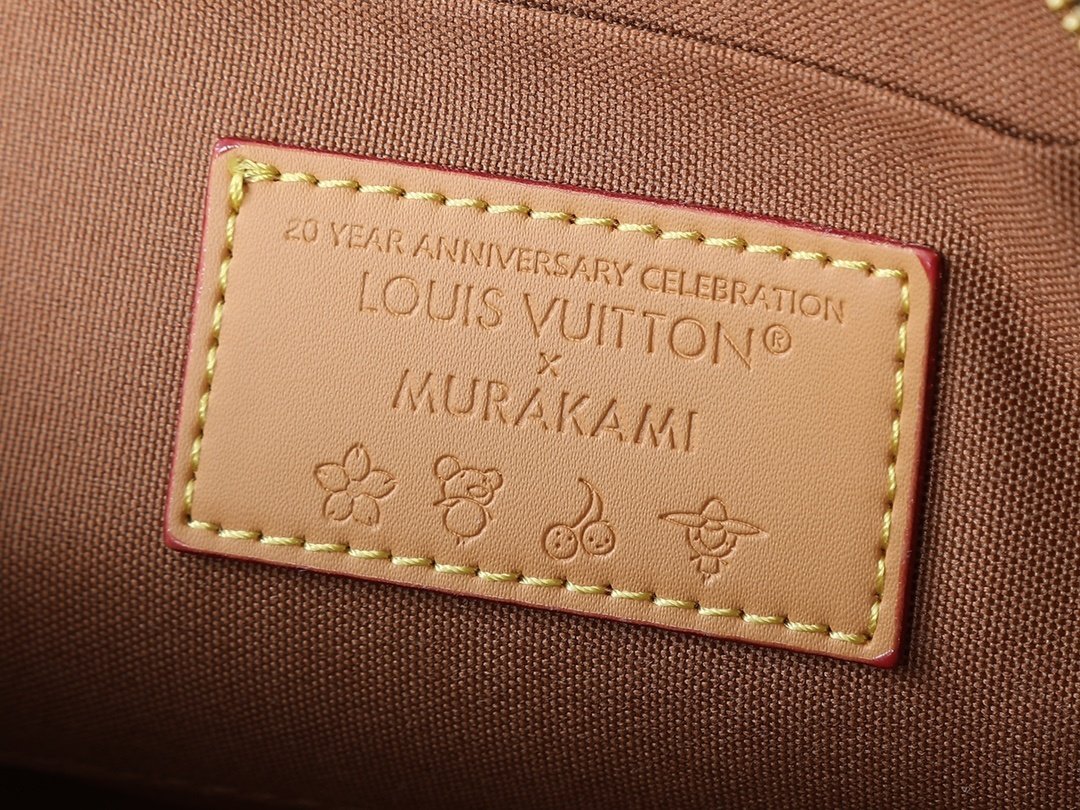 20 YEAR ANNIVERSARY CELEBRATION
LOUIS VUITTON®
x
MURAKAMI